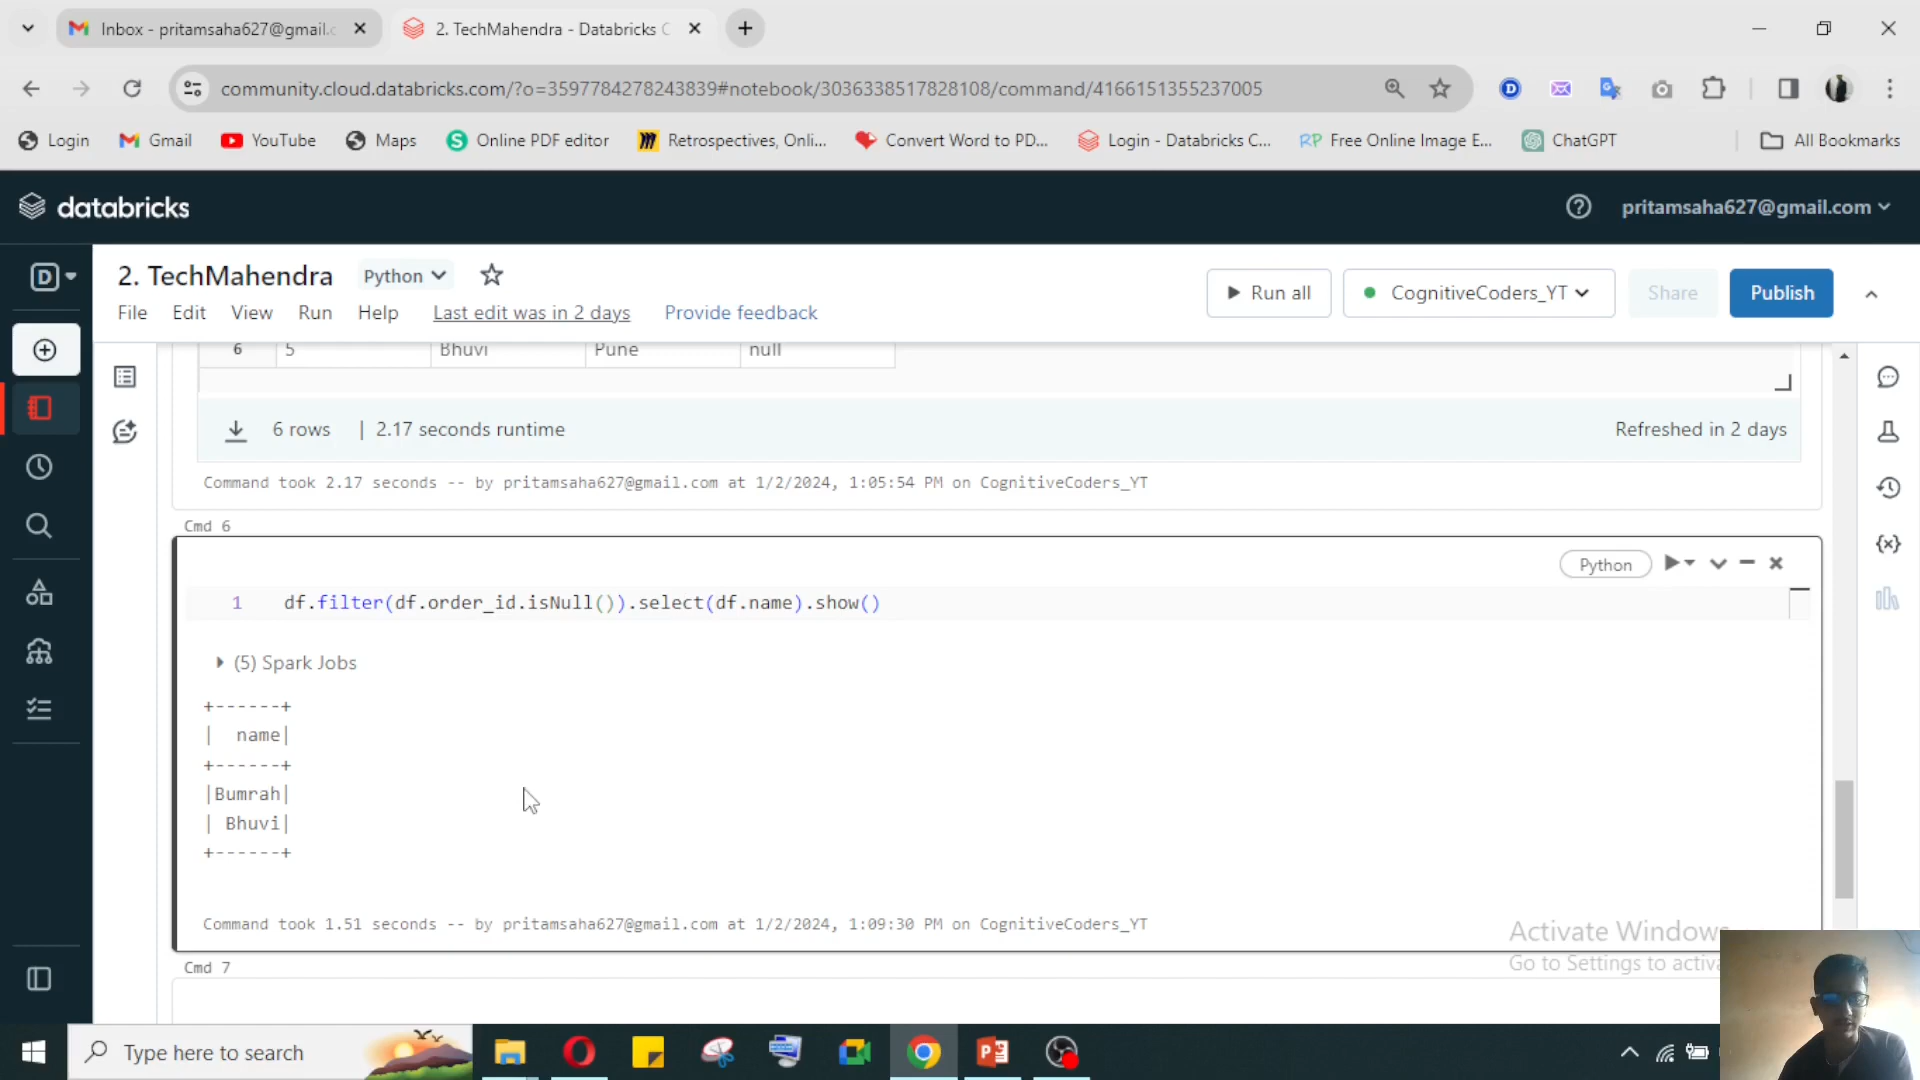 Inbox - pritamsaha627@gmail.c
2. TechMahendra - Databricks C
community.cloud.databricks.com/?o=3597784278243839#notebook/3036338517828108/command/4166151355237005
Login
Gmail
YouTube
Maps
Online PDF editor
Retrospectives, Onli...
Convert Word to PD...
Login - Databricks C...
RP Free Online Image E...
ChatGPT
All Bookmarks
databricks
pritamsaha627@gmail.com
D
2. TechMahendra
Python
File
Edit
View
Run
Help
Last edit was in 2 days
Provide feedback
Run all
CognitiveCoders_YT
Share
Publish
6 5 Bhuvi Pune null
6 rows | 2.17 seconds runtime
Refreshed in 2 days
Command took 2.17 seconds -- by pritamsaha627@gmail.com at 1/2/2024, 1:05:54 PM on CognitiveCoders_YT
Cmd 6
Python
1 df.filter(df.order_id.isNull()).select(df.name).show()
(5) Spark Jobs
+------+
|  name|
+------+
|Bumrah|
| Bhuvi|
+------+
Command took 1.51 seconds -- by pritamsaha627@gmail.com at 1/2/2024, 1:09:30 PM on CognitiveCoders_YT
Activate Windows
Go to Settings to activa
Cmd 7
Type here to search